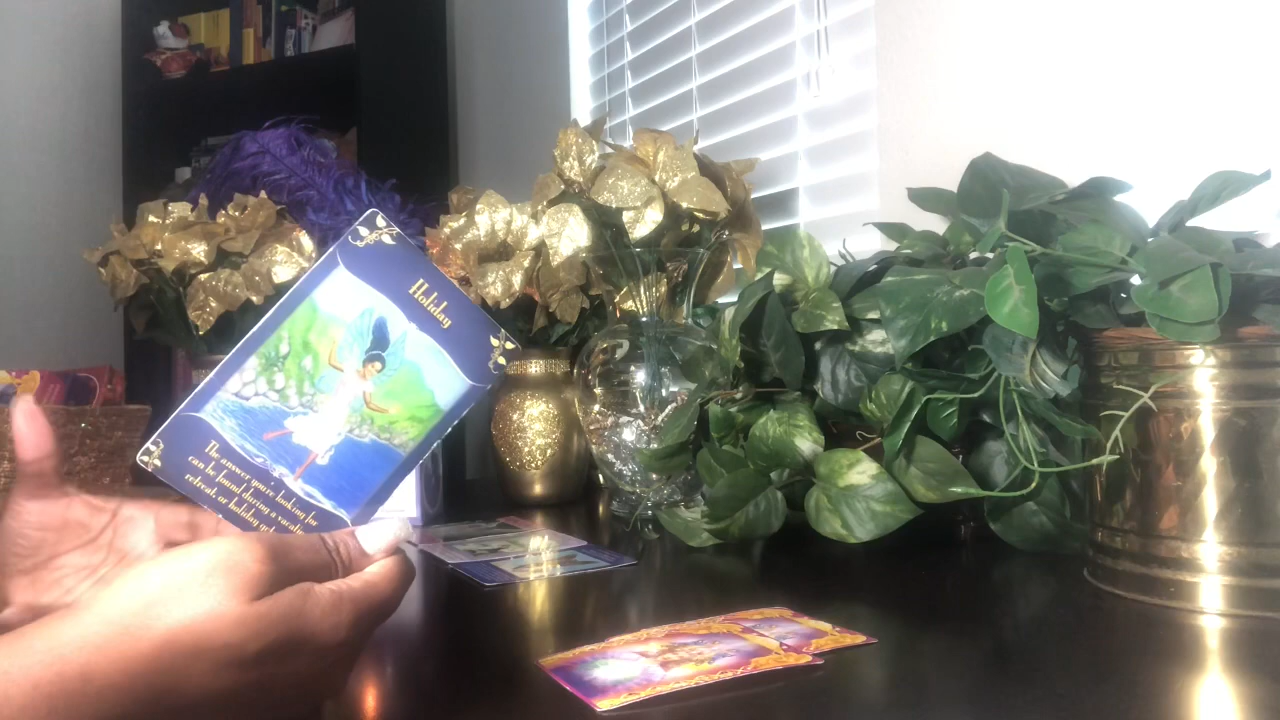 Holiday
The answer you're looking for
can be found during a vacation,
retreat, or holiday